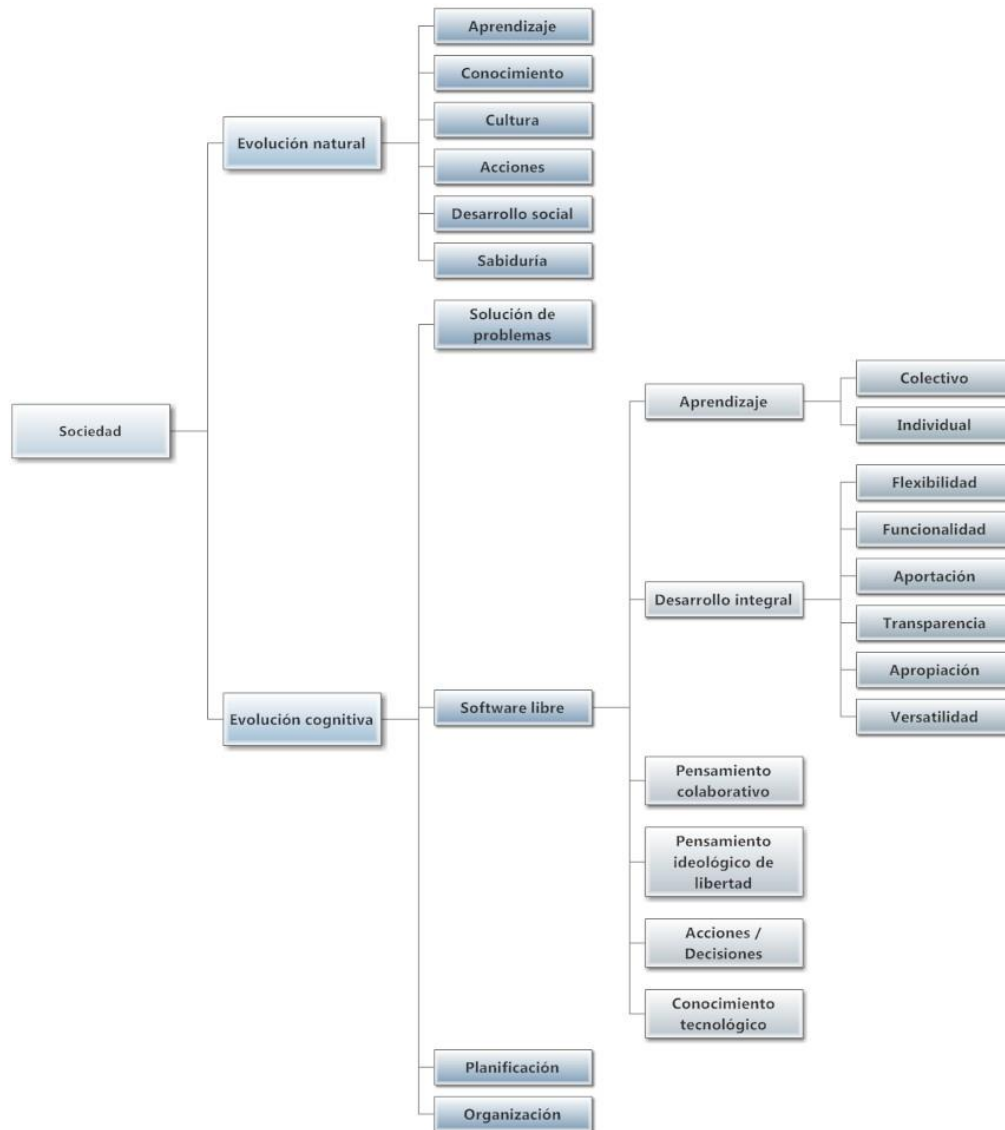 Aprendizaje
Conocimiento
Cultura
Evolución natural
Acciones
Desarrollo social
Sabiduría
Solución de
problemas
Sociedad
Aprendizaje
Colectivo
Individual
Flexibilidad
Funcionalidad
Desarrollo integral
Aportación
Transparencia
Apropiación
Versatilidad
Evolución cognitiva
Software libre
Pensamiento
colaborativo
Pensamiento
ideológico de
libertad
Acciones /
Decisiones
Conocimiento
tecnológico
Planificación
Organización